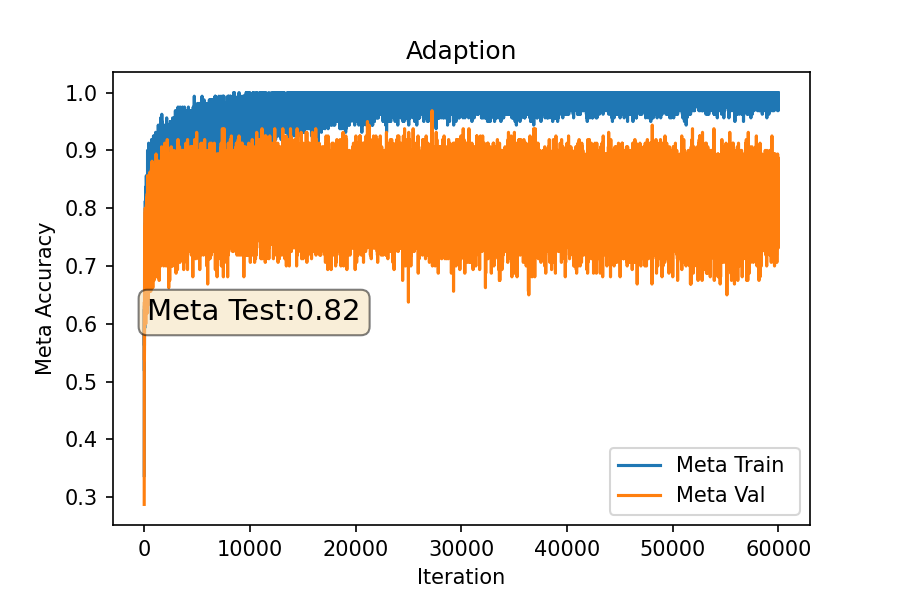 Adaption
1.0
0.9
0.8
0.7
0.6
0.5
0.4
0.3
Meta Accuracy
Meta Test:0.82
Meta Train
Meta Val
0 10000 20000 30000 40000 50000 60000
Iteration